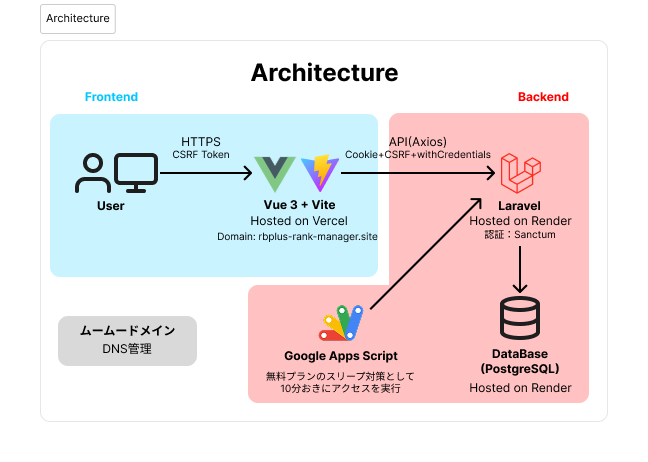 Architecture
Architecture
Frontend
Backend
HTTPS
CSRF Token
API(Axios)
Cookie+CSRF+withCredentials
User
Vue 3 + Vite
Hosted on Vercel
Domain: rbplus-rank-manager.site
Laravel
Hosted on Render
認証：Sanctum
ムームードメイン
DNS管理
Google Apps Script
無料プランのスリープ対策として
10分おきにアクセスを実行
DataBase
(PostgreSQL)
Hosted on Render